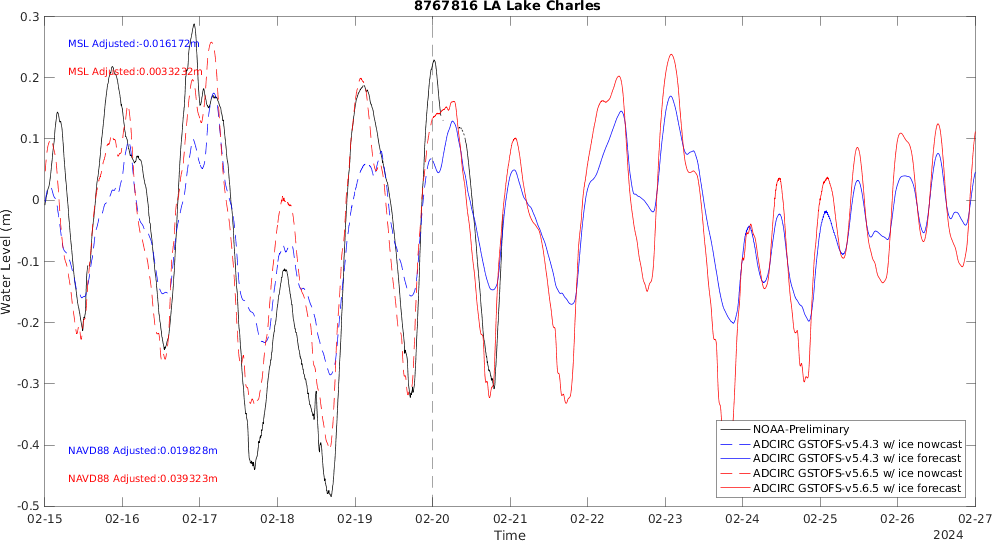 8767816 LA Lake Charles
0.3
0.2
0.1
0
-0.1
-0.2
-0.3
-0.4
-0.5
Water Level (m)
MSL Adjusted:-0.016172m
MSL Adjusted:0.0033232m
NAVD88 Adjusted:0.019828m
NAVD88 Adjusted:0.039323m
NOAA-Preliminary
ADCIRC GSTOFS-v5.4.3 w/ ice nowcast
ADCIRC GSTOFS-v5.4.3 w/ ice forecast
ADCIRC GSTOFS-v5.6.5 w/ ice nowcast
ADCIRC GSTOFS-v5.6.5 w/ ice forecast
02-15 02-16 02-17 02-18 02-19 02-20 02-21 02-22 02-23 02-24 02-25 02-26 02-27
Time
2024